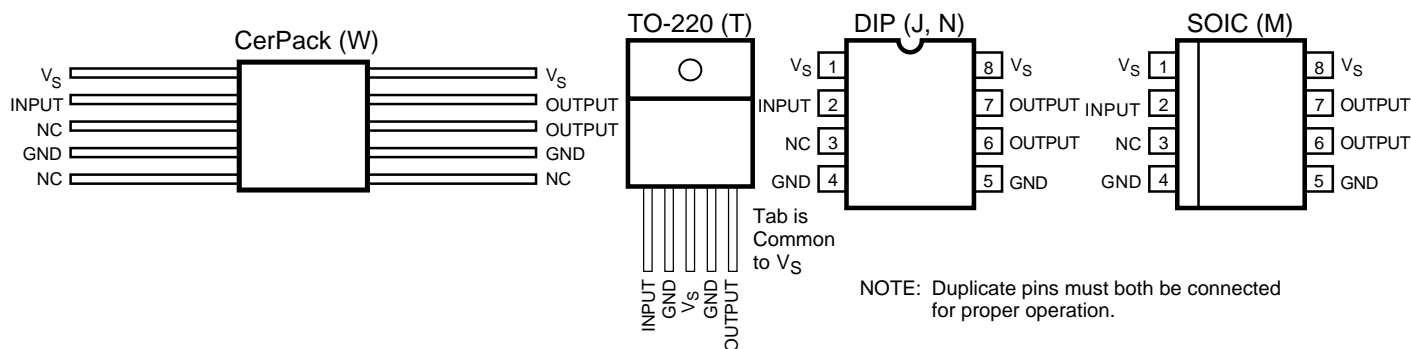 CerPack (W)
VS
INPUT
NC
GND
NC
VS
OUTPUT
OUTPUT
GND
NC
TO-220 (T)
Tab is
Common
to VS
INPUT
GND
VS
GND
OUTPUT
DIP (J, N)
VS 1
INPUT 2
NC 3
GND 4
8 VS
7 OUTPUT
6 OUTPUT
5 GND
SOIC (M)
VS 1
INPUT 2
NC 3
GND 4
8 VS
7 OUTPUT
6 OUTPUT
5 GND
NOTE: Duplicate pins must both be connected
for proper operation.